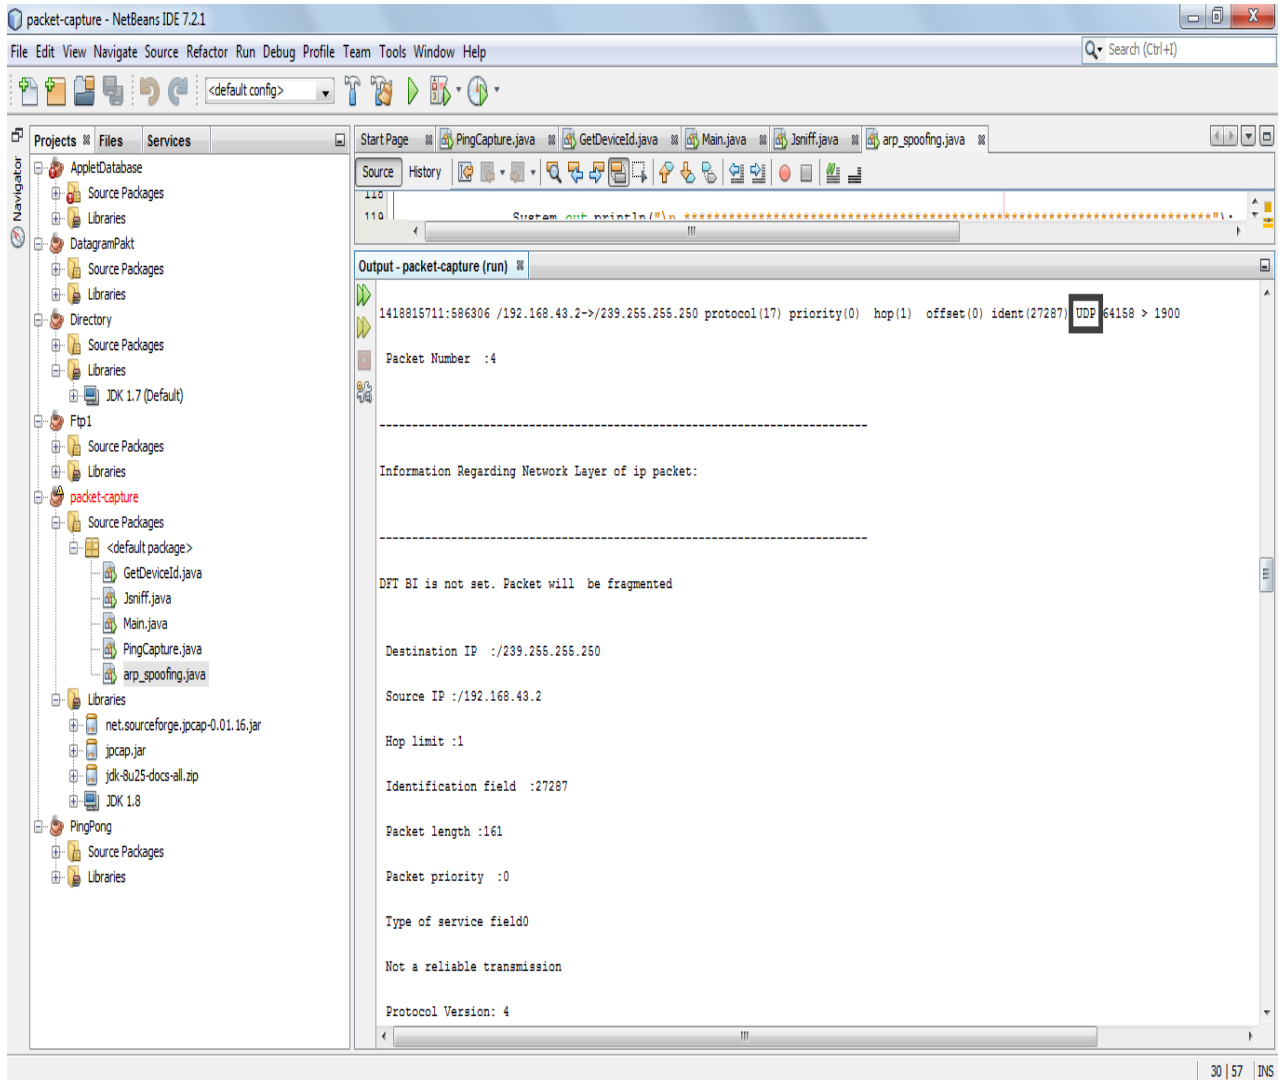 packet-capture - NetBeans IDE 7.2.1
File Edit View Navigate Source Refactor Run Debug Profile Team Tools Window Help
Search (Ctrl+I)
<default config>
Projects Files Services
Navigator
AppletDatabase
Source Packages
Libraries
DatagramPakt
Source Packages
Libraries
Directory
Source Packages
Libraries
JDK 1.7 (Default)
Ftp1
Source Packages
Libraries
packet-capture
Source Packages
<default package>
GetDeviceId.java
Jsniff.java
Main.java
PingCapture.java
arp_spoofing.java
Libraries
net.sourceforge.jpcap-0.01.16.jar
jpcap.jar
jdk-8u25-docs-all.zip
JDK 1.8
PingPong
Source Packages
Libraries
Start Page PingCapture.java GetDeviceId.java Main.java Jsniff.java arp_spoofing.java
Source History
118
119
Output - packet-capture (run)
1418815711:586306 /192.168.43.2->/239.255.255.250 protocol(17) priority(0) hop(1) offset(0) ident(27287) UDP 64158 > 1900
Packet Number :4
---------------------------------------------------------------------------
Information Regarding Network Layer of ip packet:
---------------------------------------------------------------------------
DFT BI is not set. Packet will be fragmented
Destination IP :/239.255.255.250
Source IP :/192.168.43.2
Hop limit :1
Identification field :27287
Packet length :161
Packet priority :0
Type of service field0
Not a reliable transmission
Protocol Version: 4
30 | 57 INS